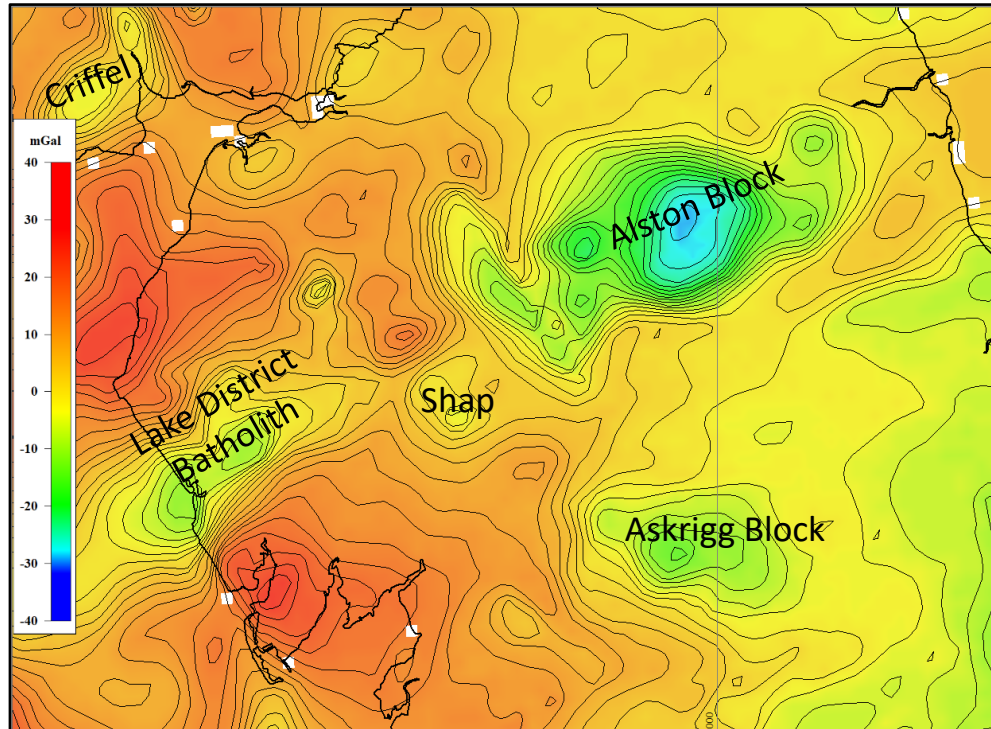 Criffel
mGal
40
30
20
10
0
-10
-20
-30
-40
Alston Block
Lake District
Batholith
Shap
Askrigg Block
000